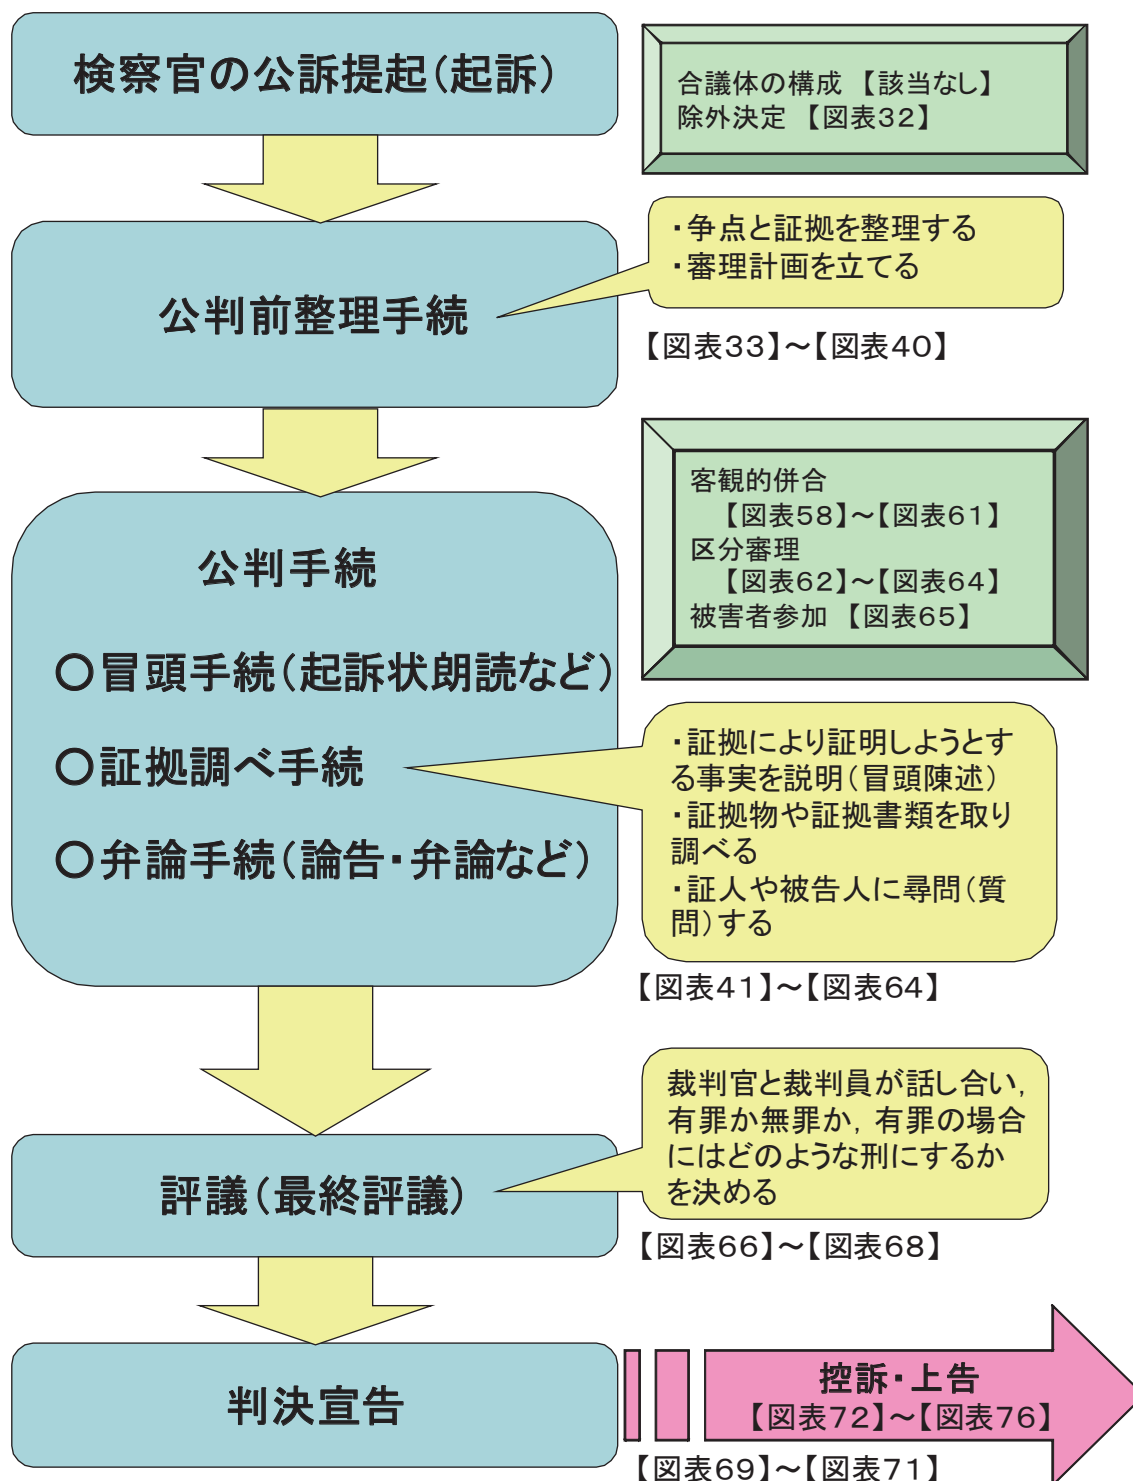 検察官の公訴提起(起訴)
合議体の構成 【該当なし】
除外決定 【図表32】
・争点と証拠を整理する
・審理計画を立てる
公判前整理手続
【図表33】～【図表40】
客観的併合
【図表58】～【図表61】
区分審理
【図表62】～【図表64】
被害者参加 【図表65】
公判手続
○冒頭手続(起訴状朗読など)
○証拠調べ手続
○弁論手続(論告・弁論など)
・証拠により証明しようとす
る事実を説明(冒頭陳述)
・証拠物や証拠書類を取り
調べる
・証人や被告人に尋問(質
問)する
【図表41】～【図表64】
裁判官と裁判員が話し合い,
有罪か無罪か, 有罪の場合
にはどのような刑にするか
を決める
評議(最終評議)
【図表66】～【図表68】
判決宣告
控訴・上告
【図表72】～【図表76】
【図表69】～【図表71】